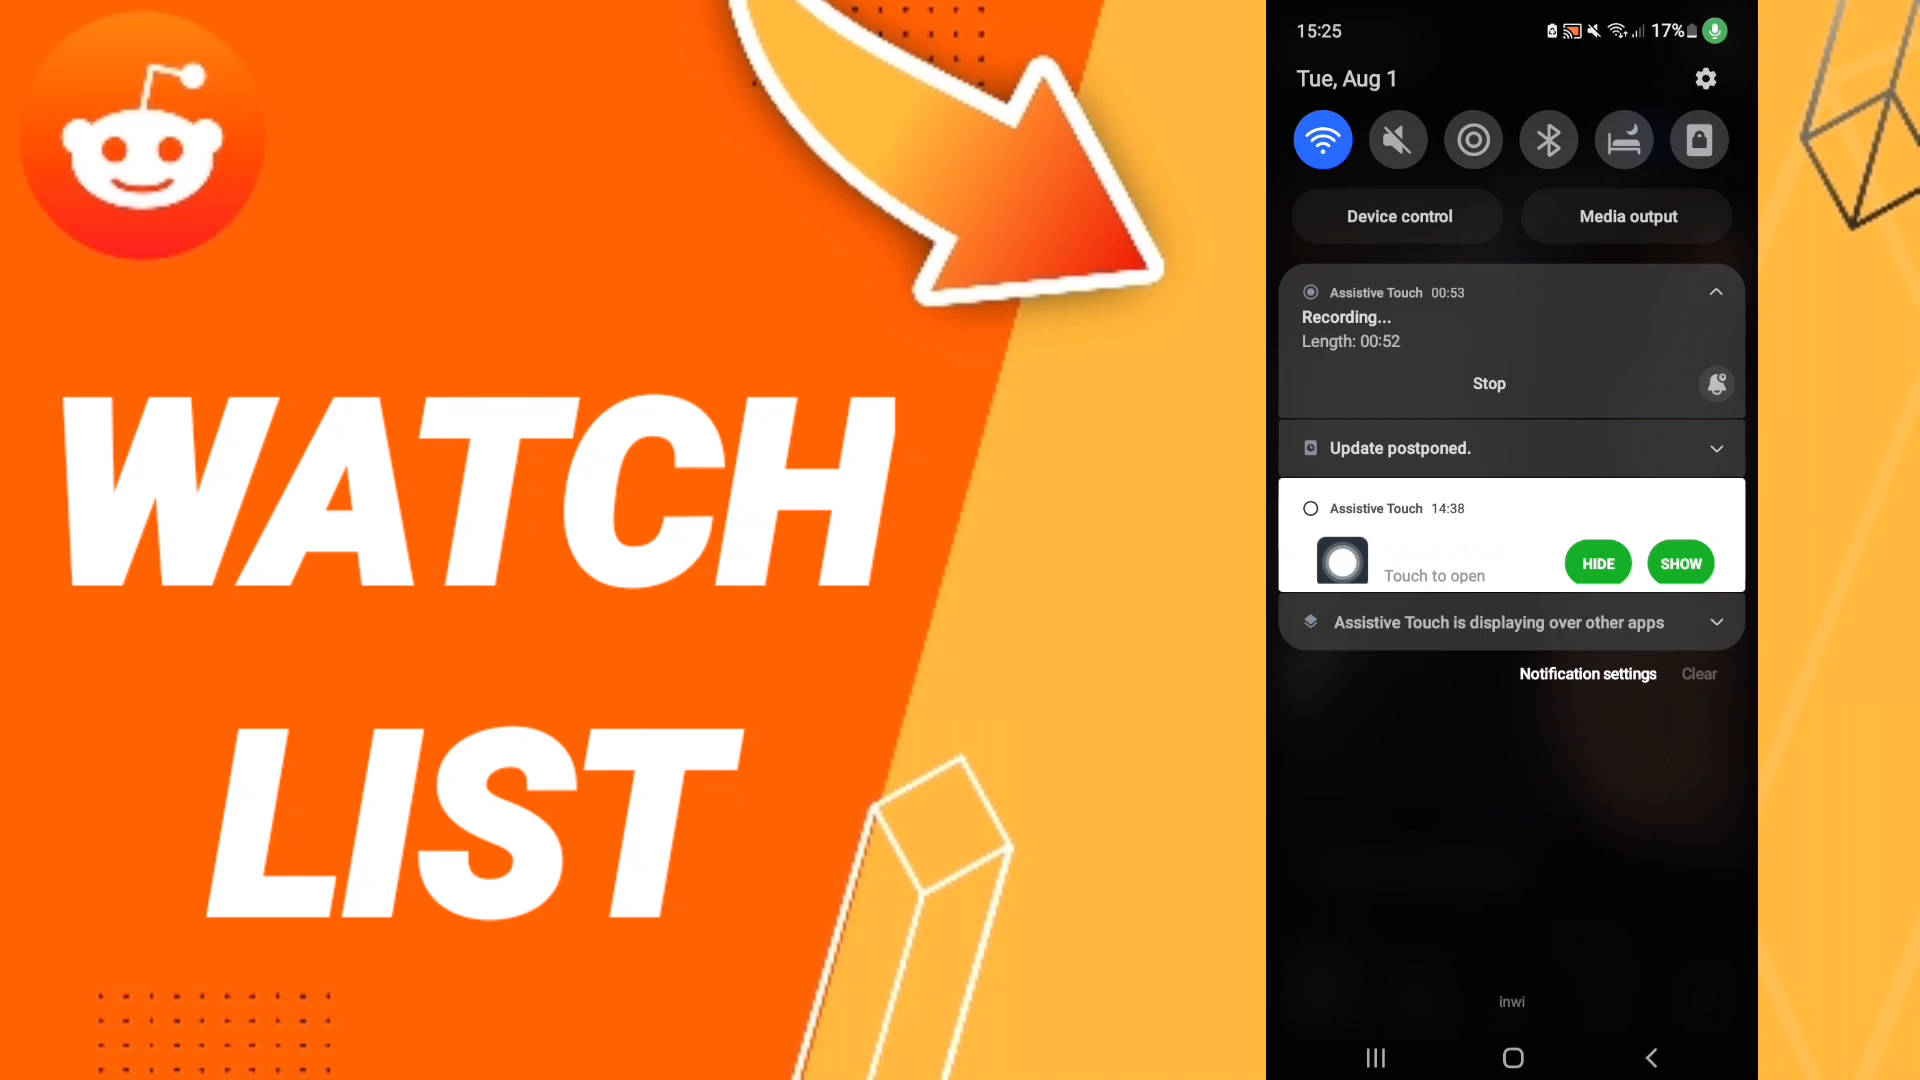 WATCH
LIST
15:25
17%
Tue, Aug 1
Device control
Media output
Assistive Touch 00:53
Recording...
Length: 00:52
Stop
Update postponed.
Assistive Touch 14:38
Assistive Touch
Touch to open
HIDE
SHOW
Assistive Touch is displaying over other apps
Notification settings
Clear
inwi